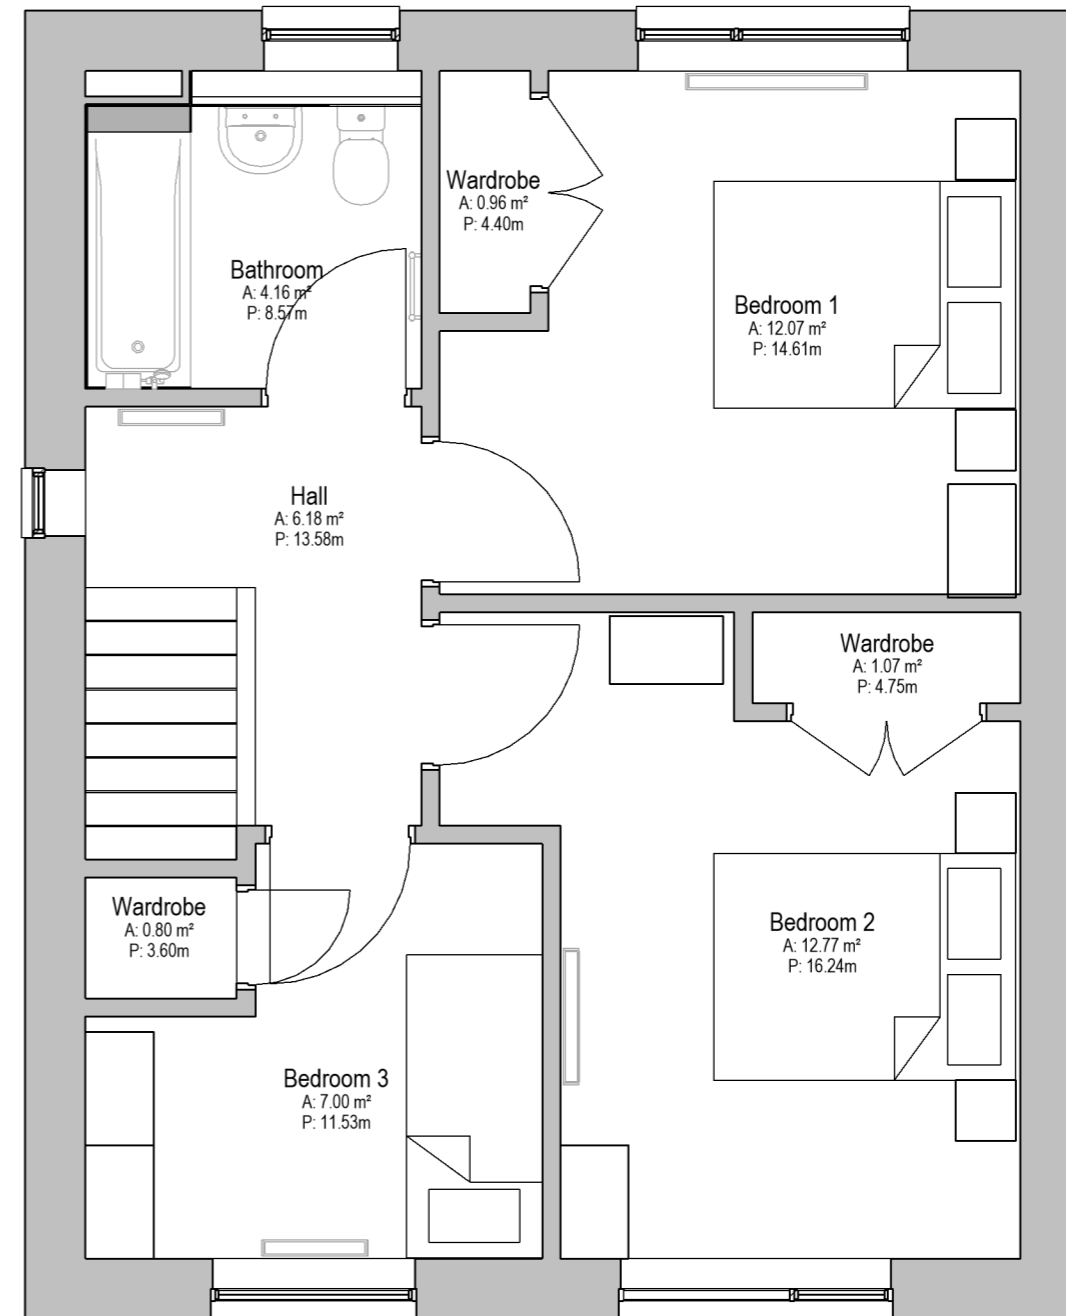 Wardrobe
A: 0.96 m²
P: 4.40m
Bathroom
A: 4.16 m²
P: 8.57m
Bedroom 1
A: 12.07 m²
P: 14.61m
Hall
A: 6.18 m²
P: 13.58m
Wardrobe
A: 1.07 m²
P: 4.75m
Wardrobe
A: 0.80 m²
P: 3.60m
Bedroom 2
A: 12.77 m²
P: 16.24m
Bedroom 3
A: 7.00 m²
P: 11.53m